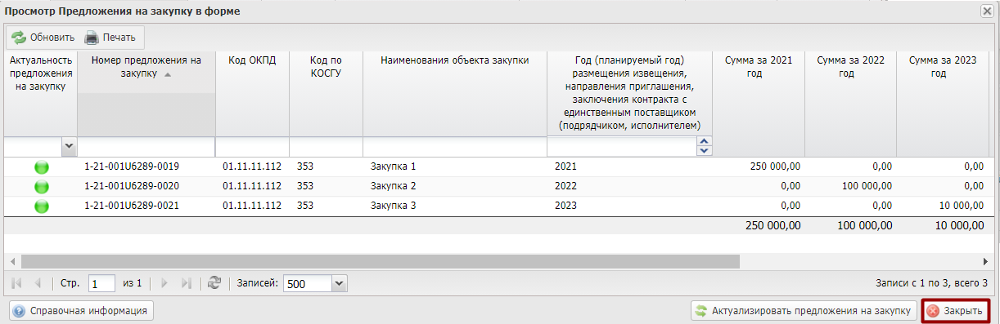 Просмотр Предложения на закупку в форме
Обновить Печать
Актуальность предложения на закупку
Номер предложения на закупку
Код ОКПД
Код по КОСГУ
Наименования объекта закупки
Год (планируемый год) размещения извещения, направления приглашения, заключения контракта с единственным поставщиком (подрядчиком, исполнителем)
Сумма за 2021 год
Сумма за 2022 год
Сумма за 2023 год
1-21-001U6289-0019 01.11.11.112 353 Закупка 1 2021 250 000,00 0,00 0,00
1-21-001U6289-0020 01.11.11.112 353 Закупка 2 2022 0,00 100 000,00 0,00
1-21-001U6289-0021 01.11.11.112 353 Закупка 3 2023 0,00 0,00 10 000,00
250 000,00 100 000,00 10 000,00
Стр. 1 из 1 Записей: 500 Записи с 1 по 3, всего 3
Справочная информация Актуализировать предложения на закупку Закрыть